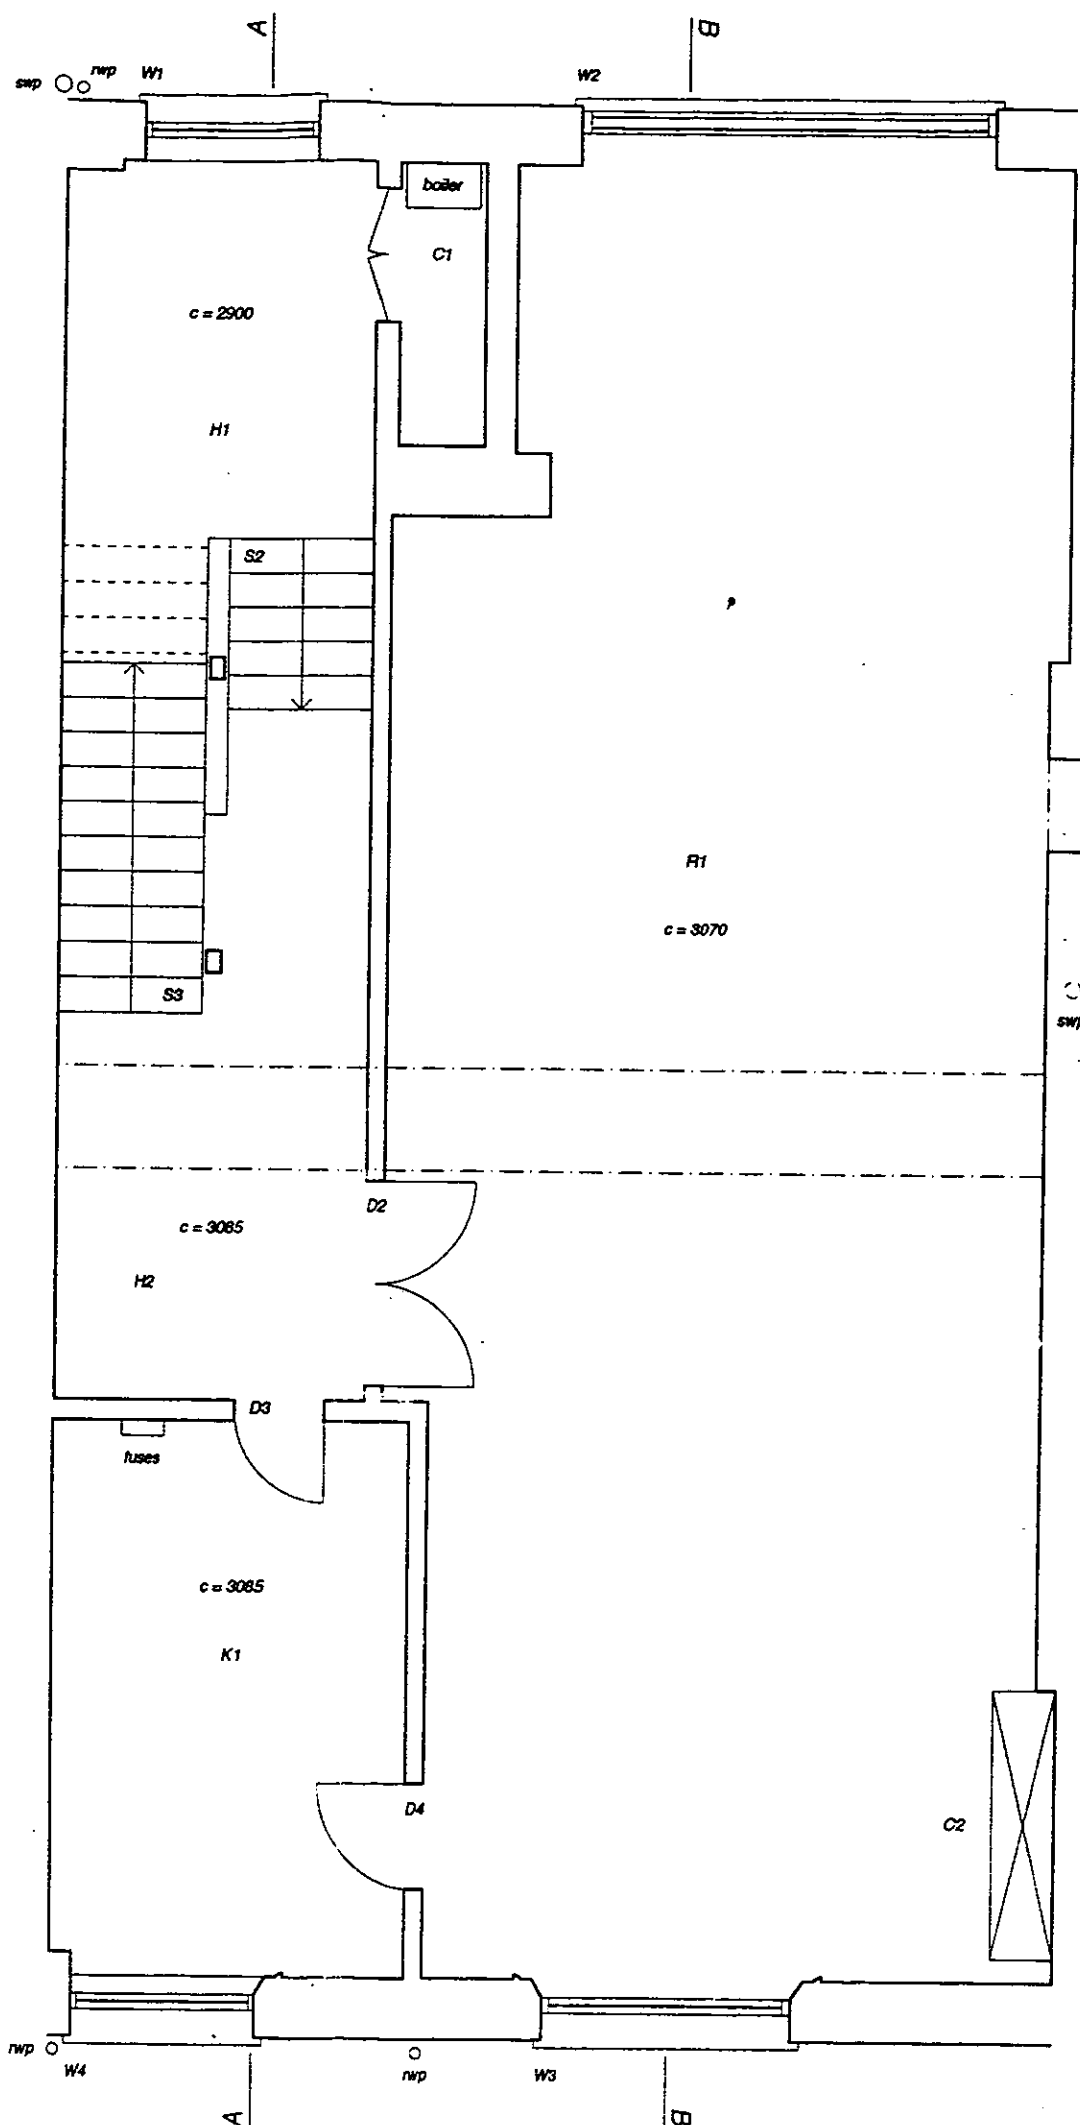 A
B
swp
rwp
W1
W2
boiler
C1
c = 2900
H1
S2
R1
c = 3070
S3
swp
D2
c = 3085
H2
D3
fuses
c = 3085
K1
D4
C2
rwp
W4
rwp
W3
A
B